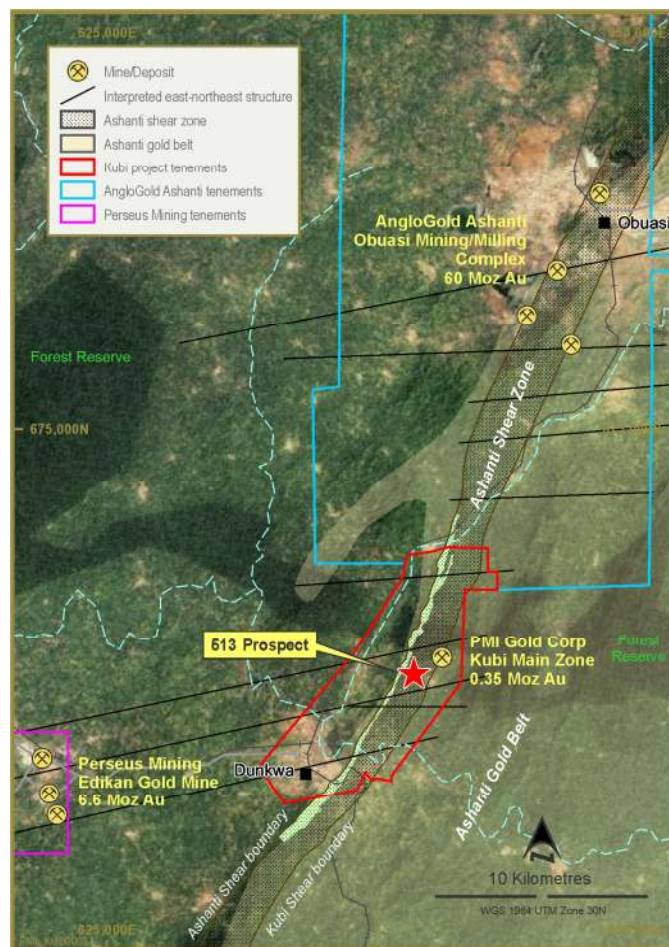 625,000E
Mine/Deposit
Interpreted east-northeast structure
Ashanti shear zone
Ashanti gold belt
Kubi project tenements
AngloGold Ashanti tenements
Perseus Mining tenements
AngloGold Ashanti
Obuasi Mining/Milling
Complex
60 Moz Au
Obuasi
Forest Reserve
675,000N
Ashanti Shear Zone
513 Prospect
PMI Gold Corp
Kubi Main Zone
0.35 Moz Au
Forest
Reserve
Perseus Mining
Edikan Gold Mine
6.6 Moz Au
Dunkwa
Ashanti Gold Belt
Ashanti Shear boundary
Kubi Shear boundary
10 Kilometres
WGS 1984 UTM Zone 30N
625,000E